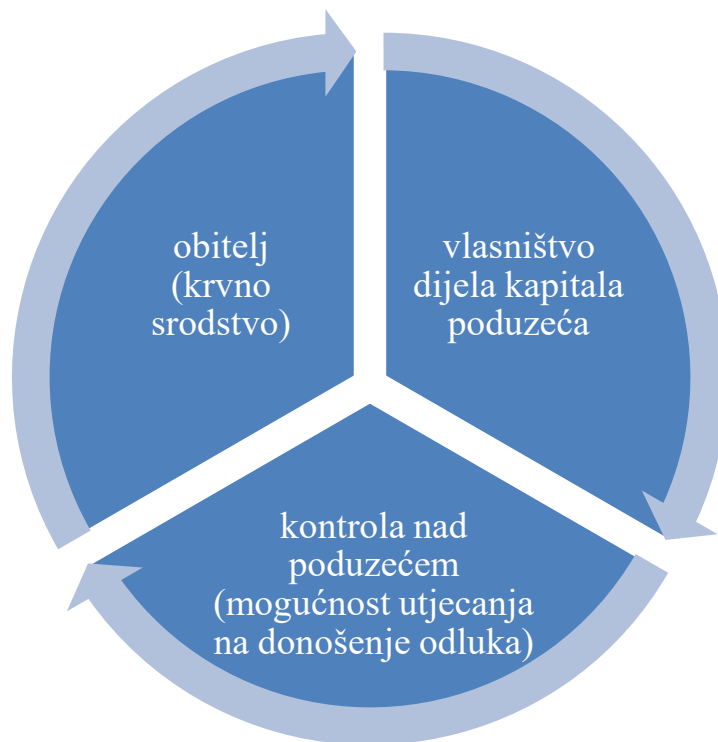 obitelj
(krvno
srodstvo)
vlasništvo
dijela kapitala
poduzeća
kontrola nad
poduzećem
(mogućnost utjecanja
na donošenje odluka)